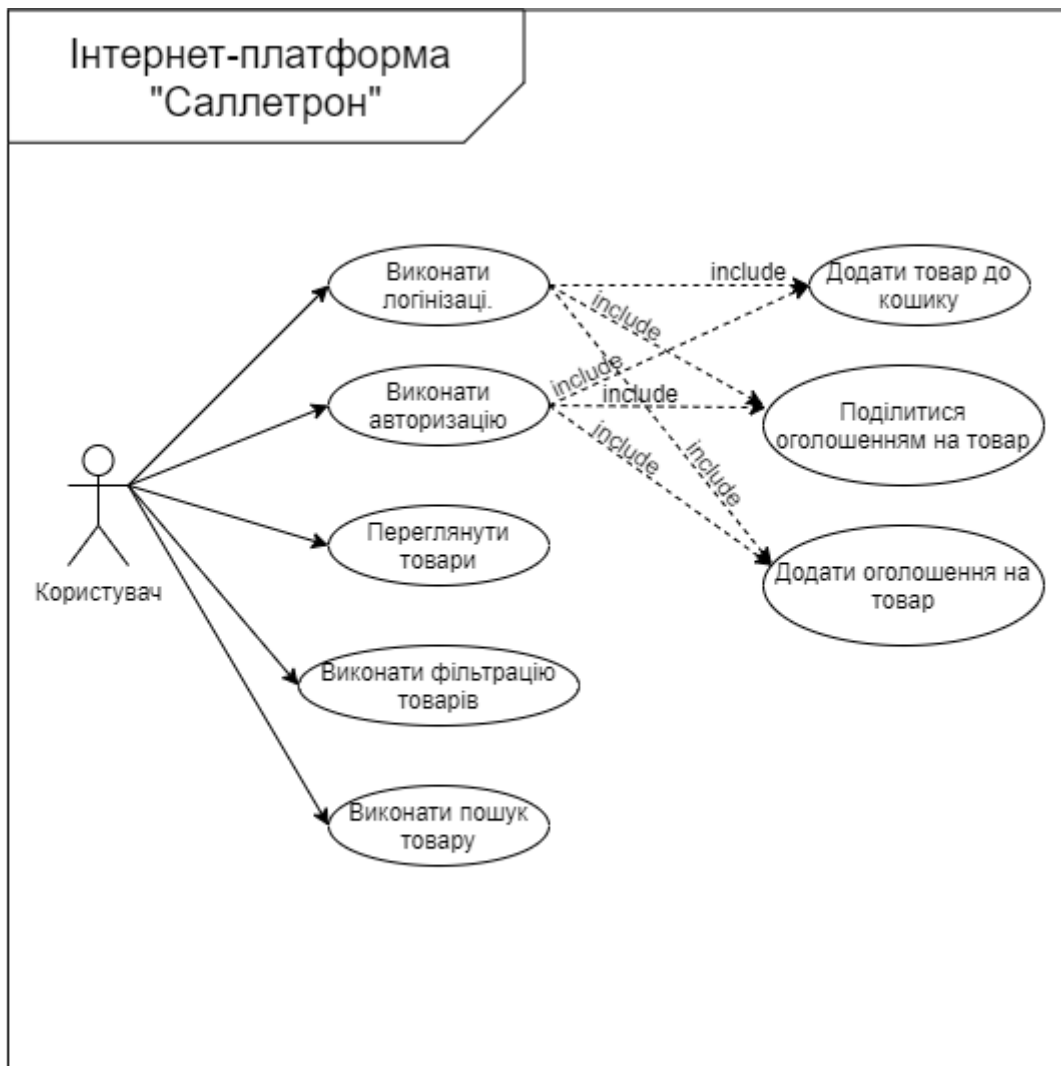 Інтернет-платформа
"Саллетрон"
Виконати
логінізаці.
include
Додати товар до
кошику
include
include
Виконати
авторизацію
include
Поділитися
оголошенням на товар
include
include
Користувач
Переглянути
товари
Додати оголошення на
товар
Виконати фільтрацію
товарів
Виконати пошук
товару